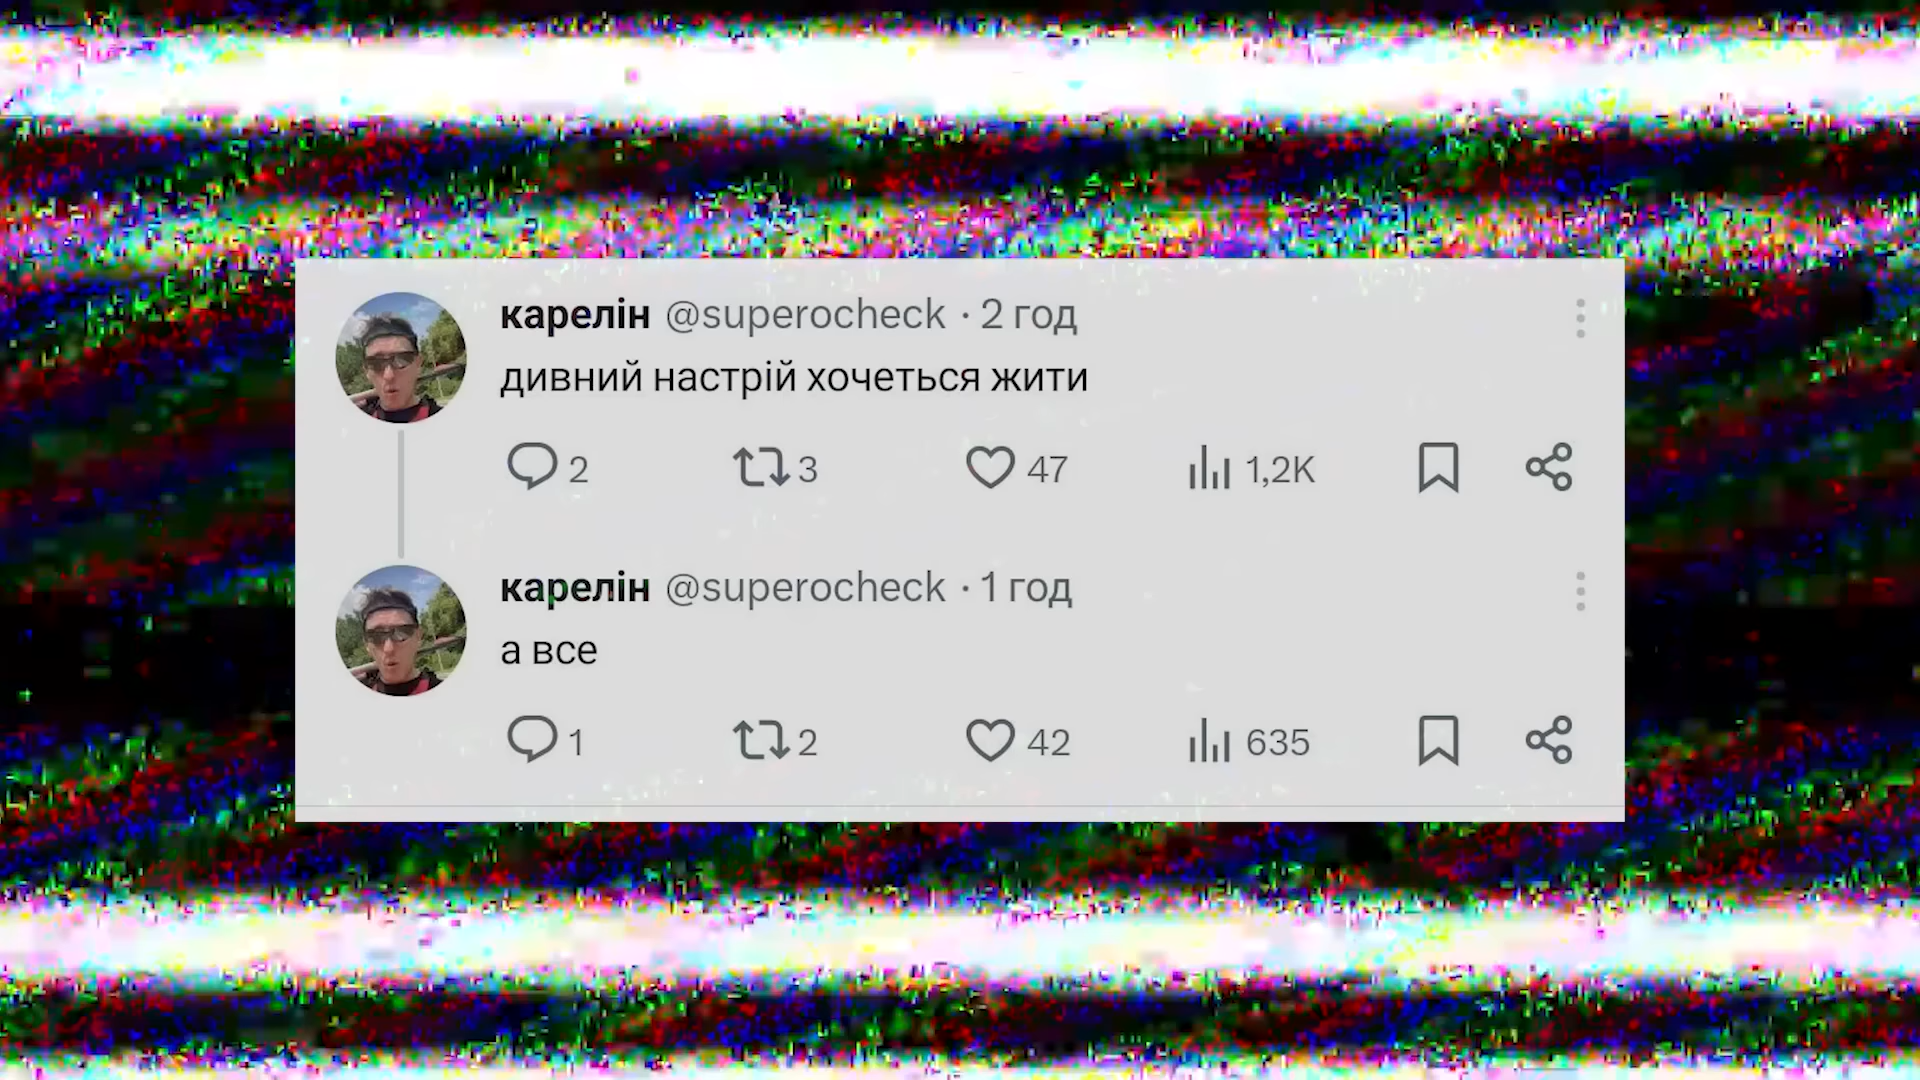 карелін @superocheck · 2 год
дивний настрій хочеться жити
2 3 47 1,2K
карелін @superocheck · 1 год
а все
1 2 42 635